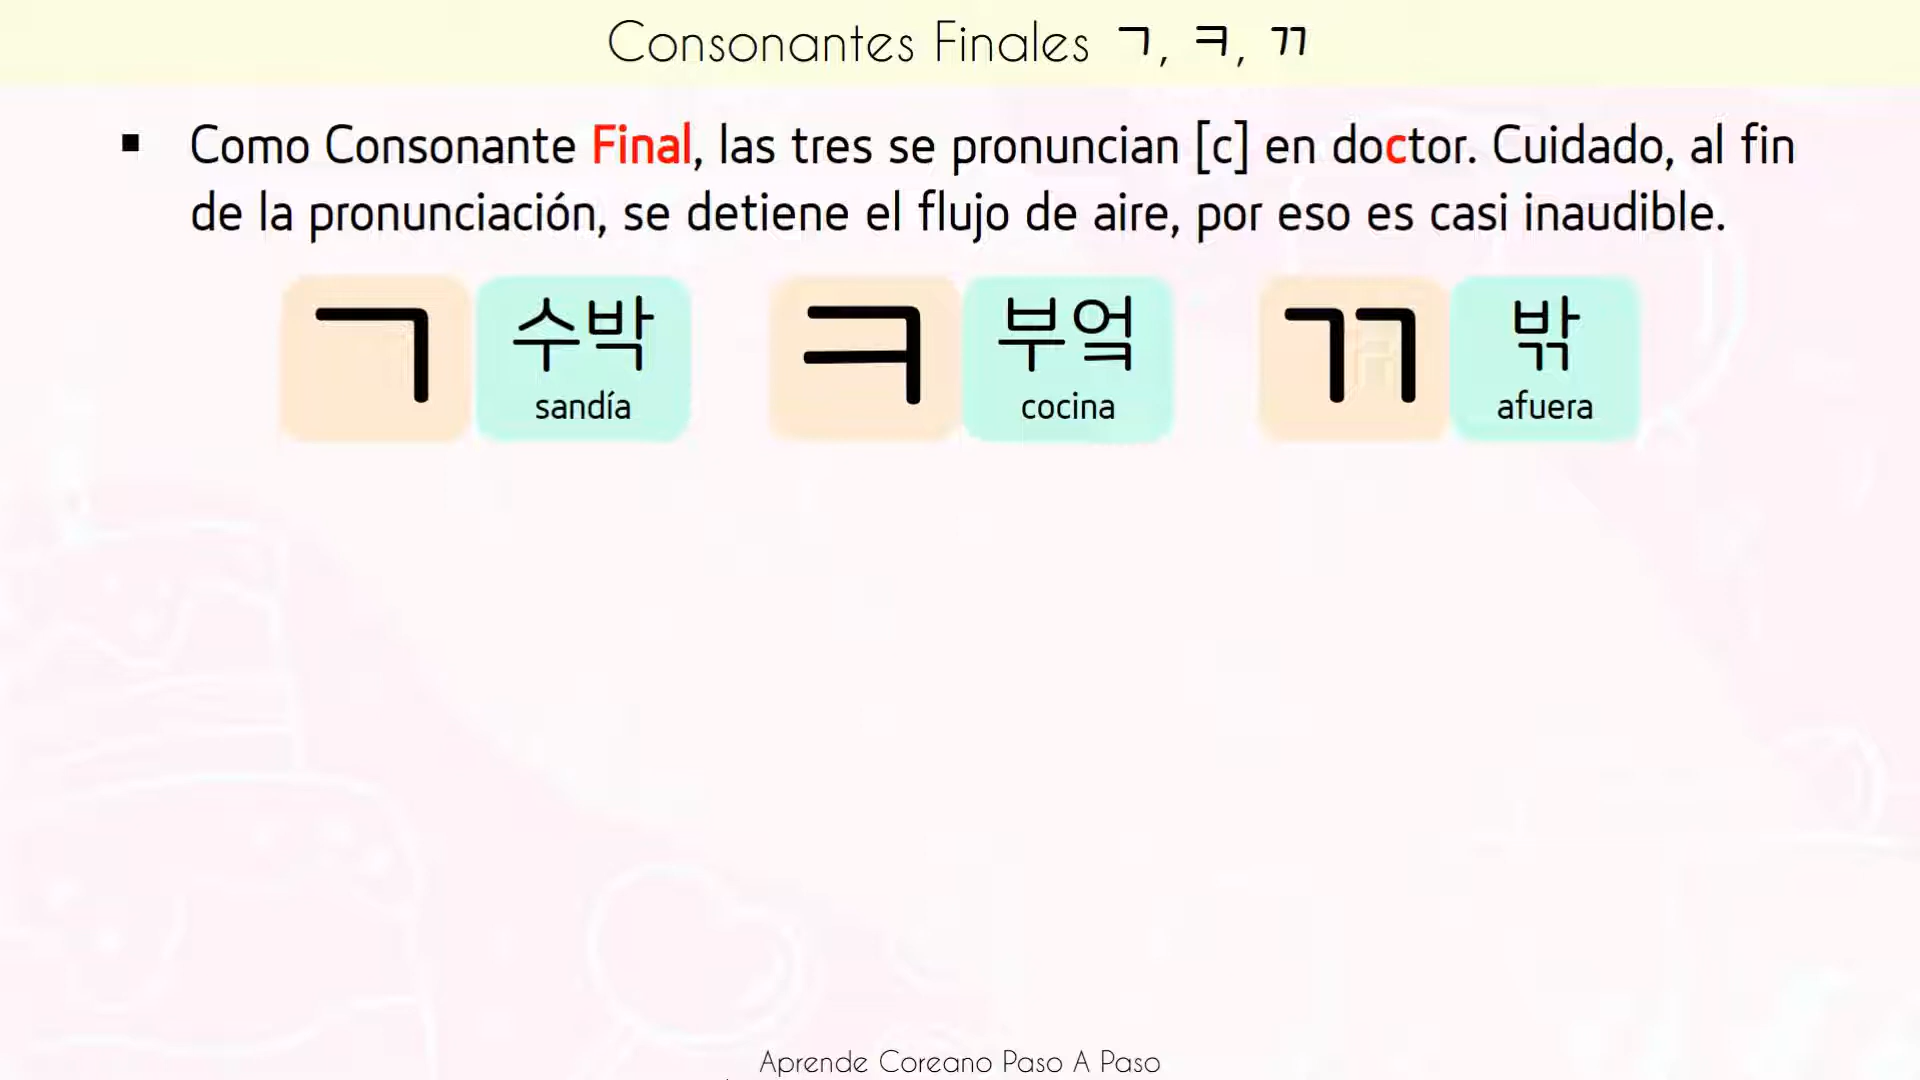 Consonantes Finales ㄱ, ㅋ, ㄲ
▪ Como Consonante Final, las tres se pronuncian [c] en doctor. Cuidado, al fin
de la pronunciación, se detiene el flujo de aire, por eso es casi inaudible.
ㄱ 수박 ㅋ 부엌 ㄲ 밖
sandía cocina afuera
Aprende Coreano Paso A Paso